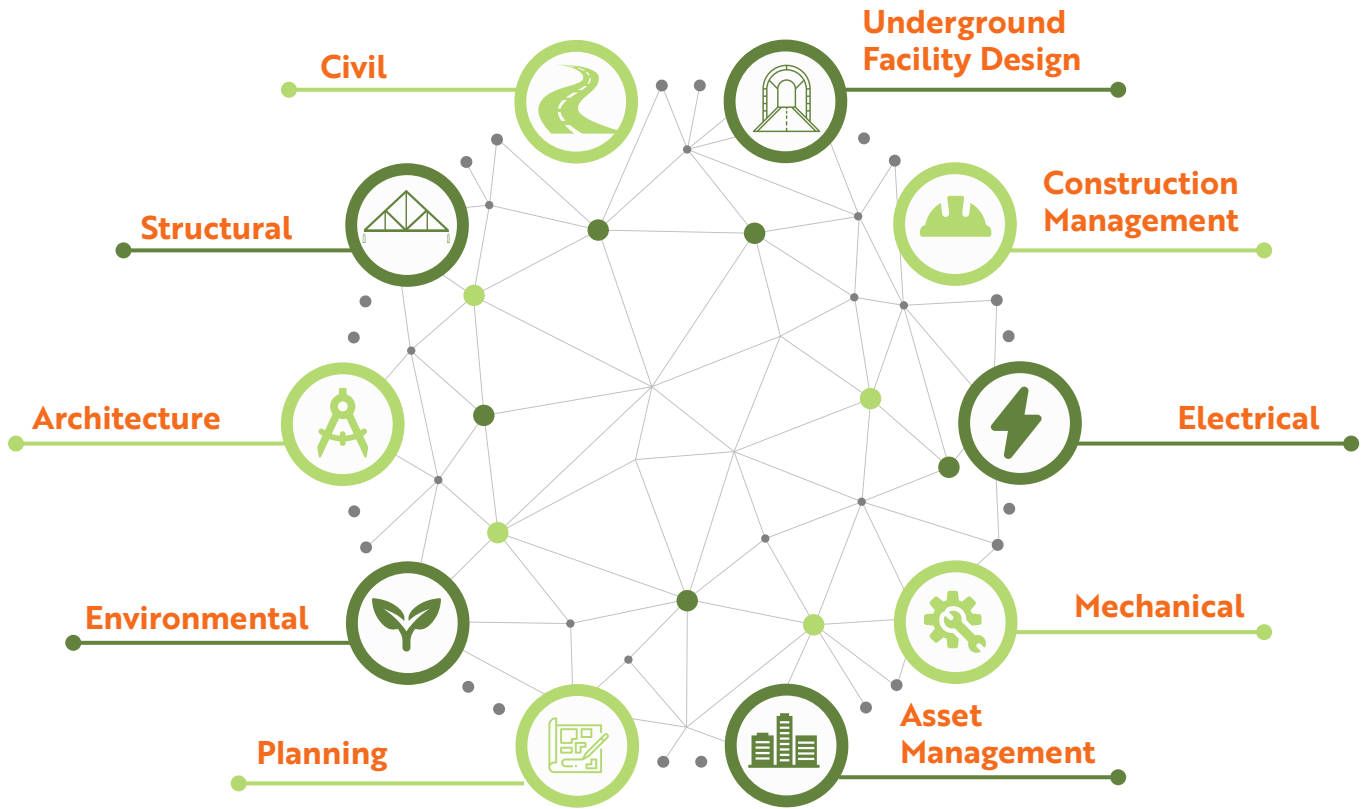 Civil
Underground
Facility Design
Structural
Construction
Management
Architecture
Electrical
Environmental
Mechanical
Planning
Asset
Management